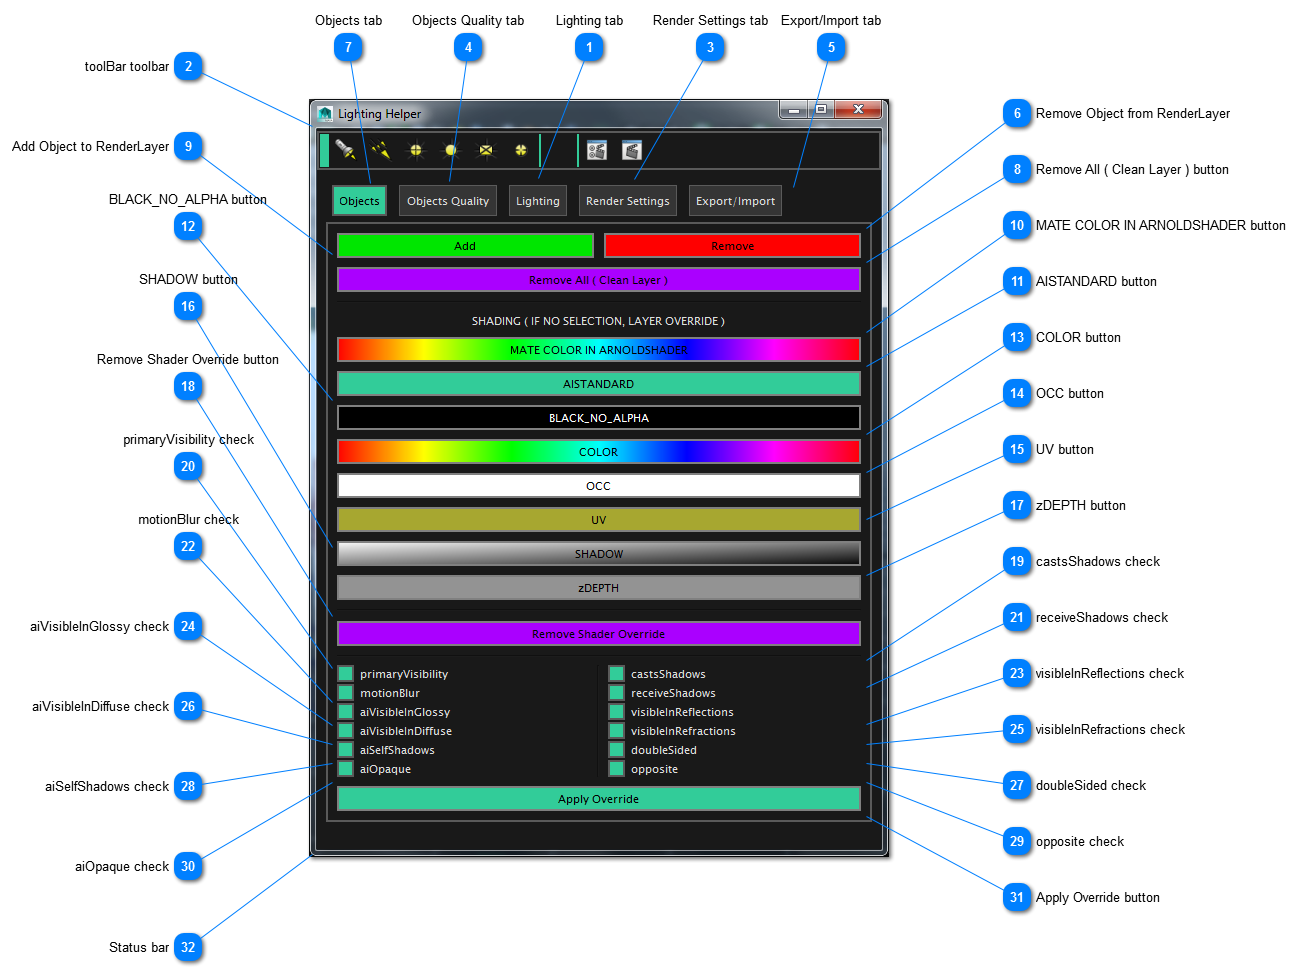 Objects tab
Objects Quality tab
Lighting tab
Render Settings tab
Export/Import tab
7
4
1
3
5
toolBar toolbar 2
Add Object to RenderLayer 9
BLACK_NO_ALPHA button
12
SHADOW button
16
Remove Shader Override button
18
primaryVisibility check
20
motionBlur check
22
aiVisibleInGlossy check 24
aiVisibleInDiffuse check 26
aiSelfShadows check 28
aiOpaque check 30
Status bar 32
Lighting Helper
Objects
Objects Quality
Lighting
Render Settings
Export/Import
Add
Remove
Remove All ( Clean Layer )
SHADING ( IF NO SELECTION, LAYER OVERRIDE )
MATE COLOR IN ARNOLDSHADER
AISTANDARD
BLACK_NO_ALPHA
COLOR
OCC
UV
SHADOW
zDEPTH
Remove Shader Override
primaryVisibility
motionBlur
aiVisibleInGlossy
aiVisibleInDiffuse
aiSelfShadows
aiOpaque
castsShadows
receiveShadows
visibleInReflections
visibleInRefractions
doubleSided
opposite
Apply Override
6 Remove Object from RenderLayer
8 Remove All ( Clean Layer ) button
10 MATE COLOR IN ARNOLDSHADER button
11 AISTANDARD button
13 COLOR button
14 OCC button
15 UV button
17 zDEPTH button
19 castsShadows check
21 receiveShadows check
23 visibleInReflections check
25 visibleInRefractions check
27 doubleSided check
29 opposite check
31 Apply Override button